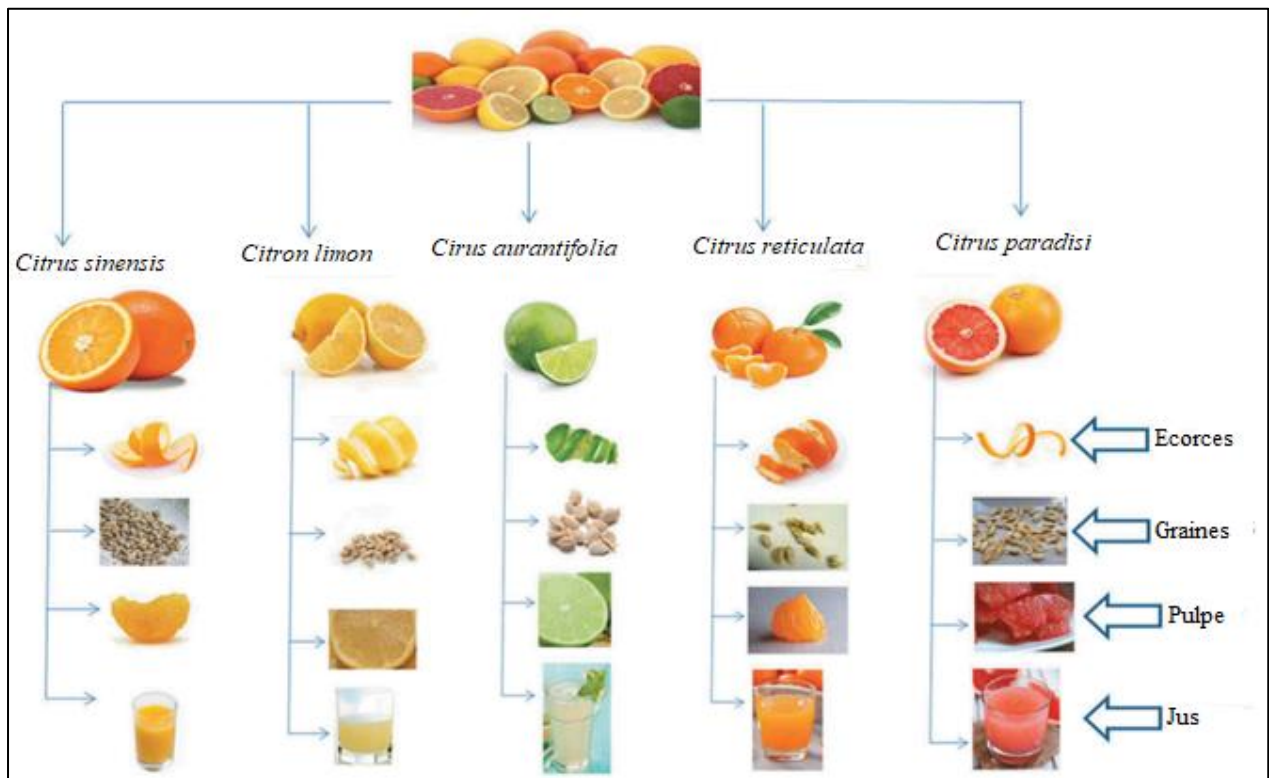 Citrus sinensis
Citron limon
Cirus aurantifolia
Citrus reticulata
Citrus paradisi
Ecorces
Graines
Pulpe
Jus